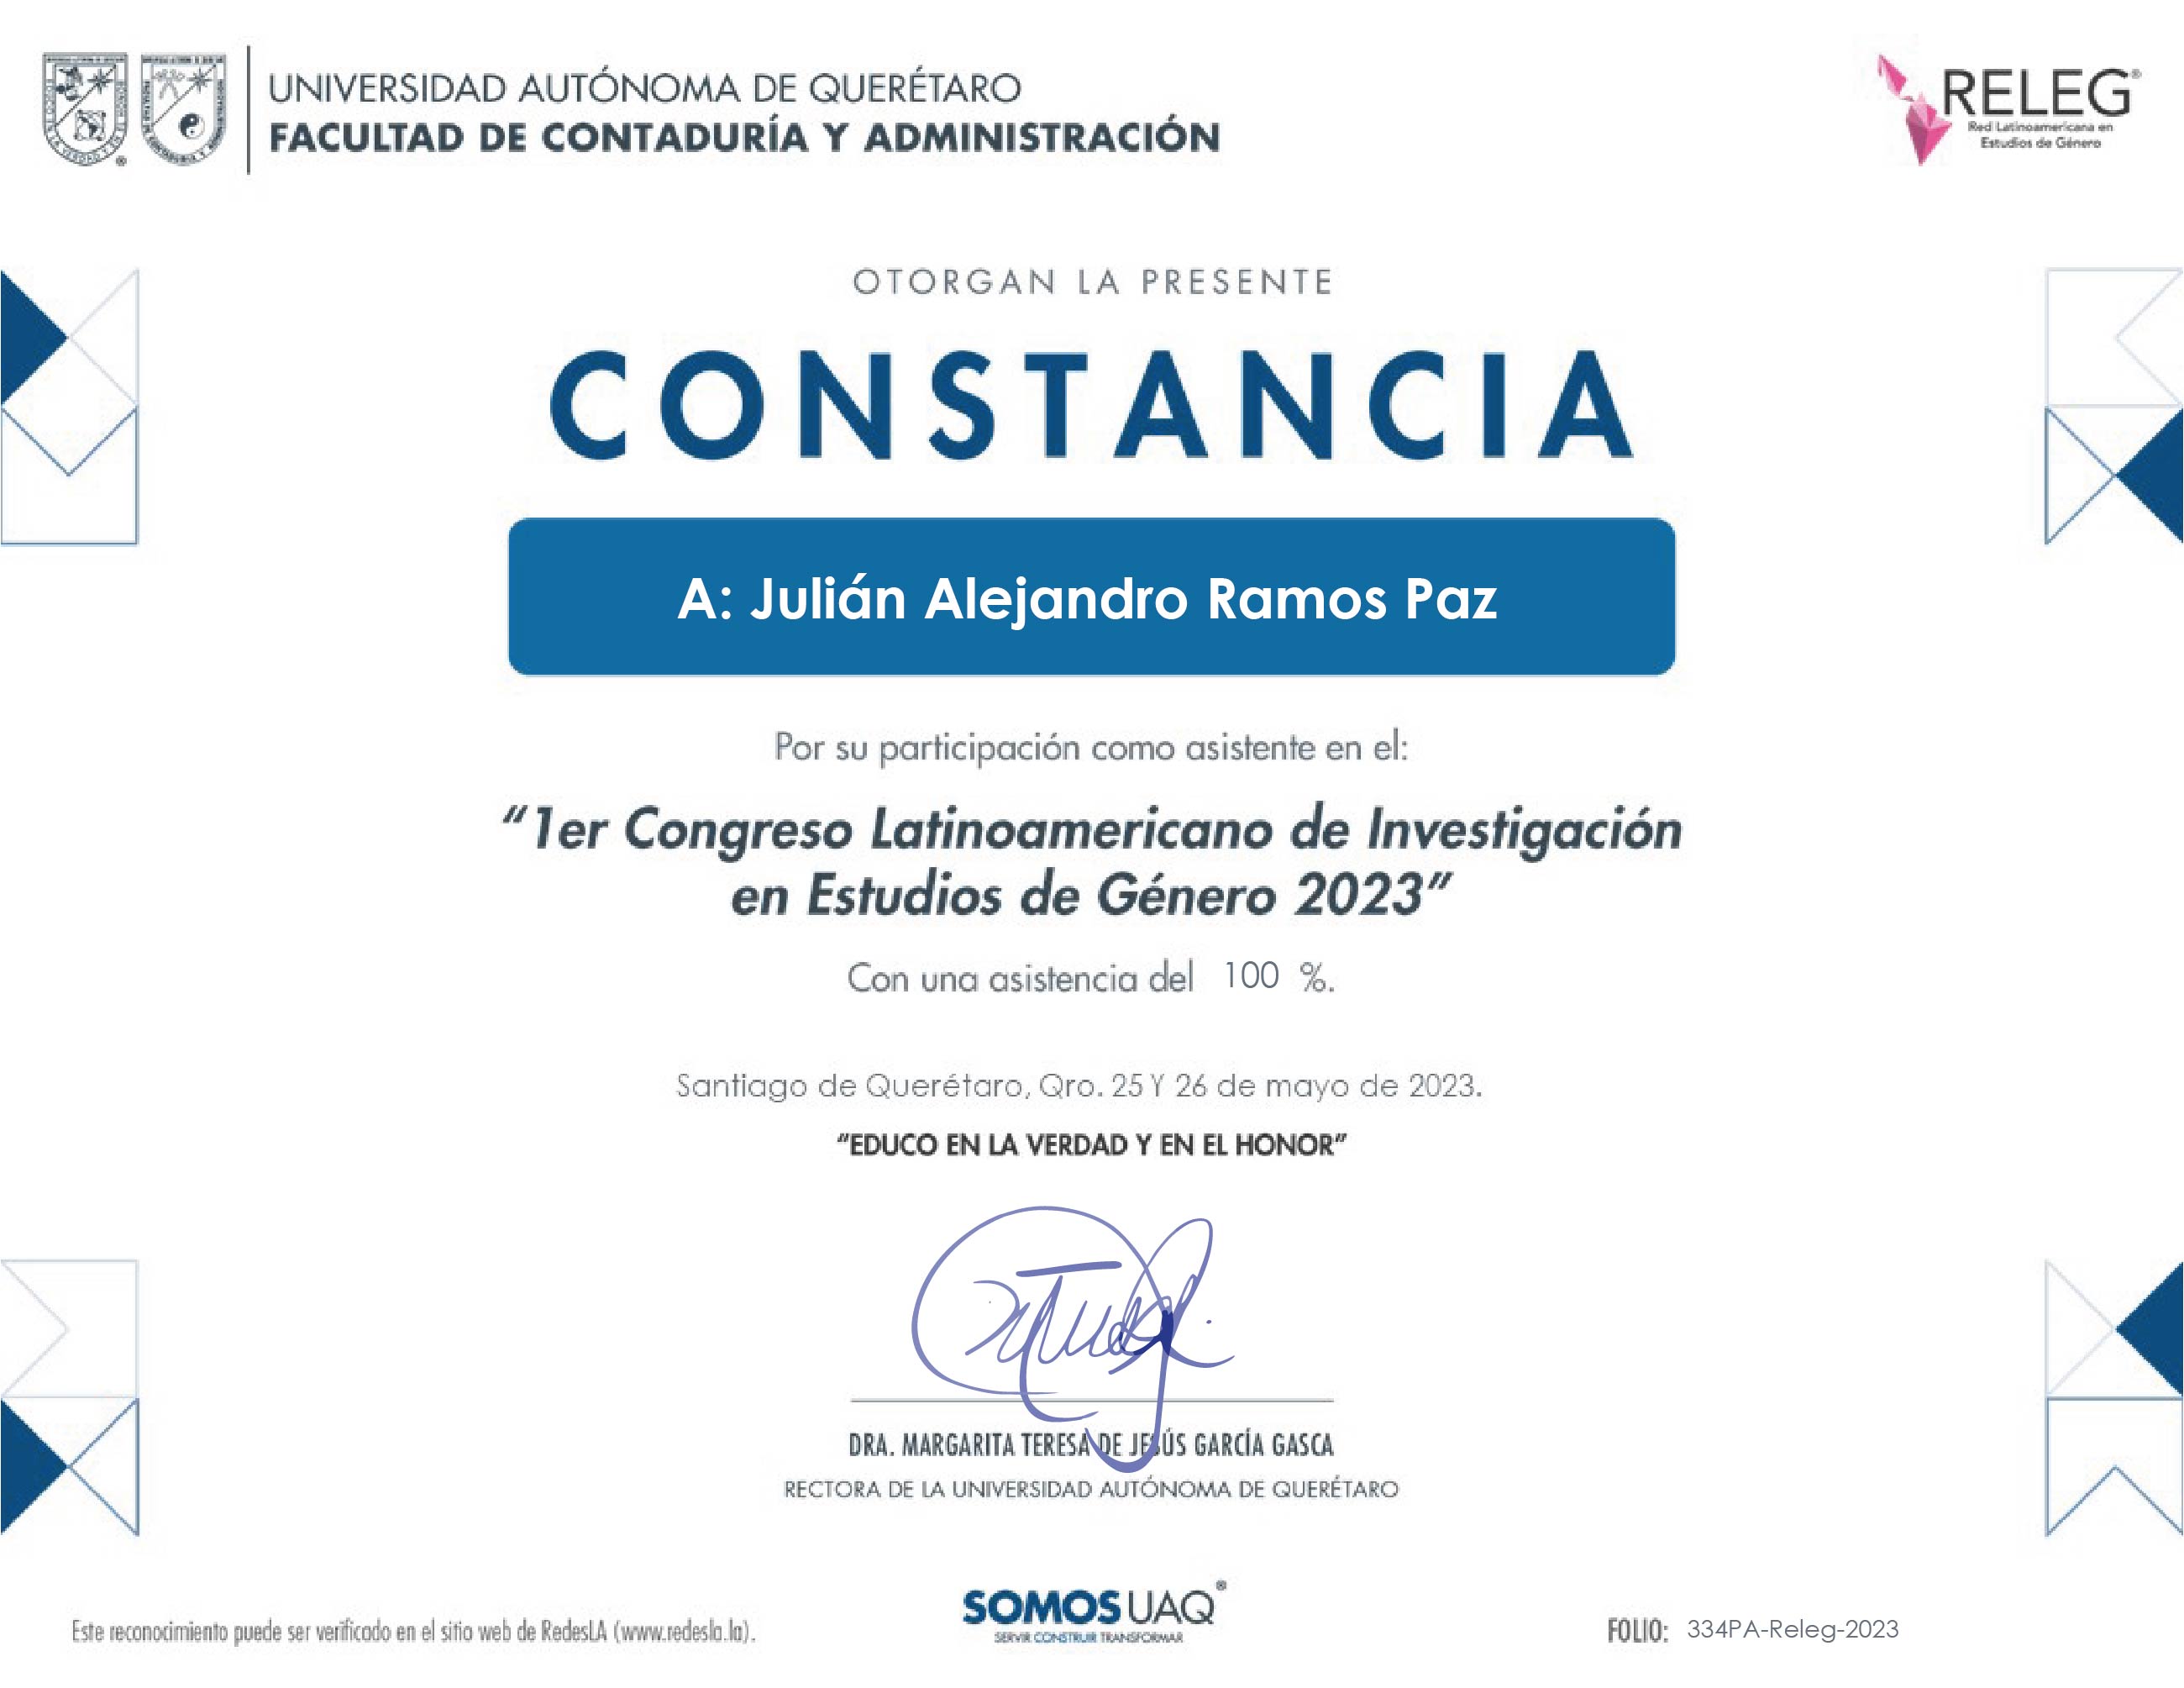 UNIVERSIDAD AUTÓNOMA DE QUERÉTARO
FACULTAD DE CONTADURÍA Y ADMINISTRACIÓN
RELEG®
Red Latinoamericana en
Estudios de Género
OTORGAN LA PRESENTE
CONSTANCIA
A: Julián Alejandro Ramos Paz
Por su participación como asistente en el:
“1er Congreso Latinoamericano de Investigación
en Estudios de Género 2023”
Con una asistencia del 100 %.
Santiago de Querétaro, Qro. 25 Y 26 de mayo de 2023.
“EDUCO EN LA VERDAD Y EN EL HONOR”
DRA. MARGARITA TERESA DE JESÚS GARCÍA GASCA
RECTORA DE LA UNIVERSIDAD AUTÓNOMA DE QUERÉTARO
SOMOS UAQ®
SERVIR CONSTRUIR TRANSFORMAR
Este reconocimiento puede ser verificado en el sitio web de RedesLA (www.redesla.la).
FOLIO: 334PA-Releg-2023